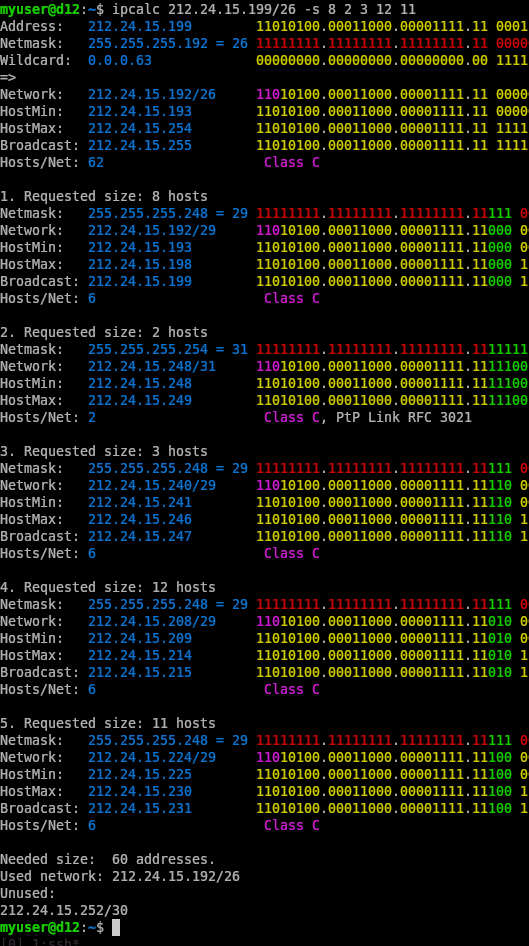 myuser@d12:~$ ipcalc 212.24.15.199/26 -s 8 2 3 12 11
Address:   212.24.15.199        11010100.00011000.00001111.11 0001
Netmask:   255.255.255.192 = 26 11111111.11111111.11111111.11 0000
Wildcard:  0.0.0.63             00000000.00000000.00000000.00 1111
=>
Network:   212.24.15.192/26     11010100.00011000.00001111.11 0000
HostMin:   212.24.15.193        11010100.00011000.00001111.11 0000
HostMax:   212.24.15.254        11010100.00011000.00001111.11 1111
Broadcast: 212.24.15.255        11010100.00011000.00001111.11 1111
Hosts/Net: 62                    Class C
1. Requested size: 8 hosts
Netmask:   255.255.255.248 = 29 11111111.11111111.11111111.11111 0
Network:   212.24.15.192/29     11010100.00011000.00001111.11000 0
HostMin:   212.24.15.193        11010100.00011000.00001111.11000 0
HostMax:   212.24.15.198        11010100.00011000.00001111.11000 1
Broadcast: 212.24.15.199        11010100.00011000.00001111.11000 1
Hosts/Net: 6                     Class C
2. Requested size: 2 hosts
Netmask:   255.255.255.254 = 31 11111111.11111111.11111111.1111111
Network:   212.24.15.248/31     11010100.00011000.00001111.1111100
HostMin:   212.24.15.248        11010100.00011000.00001111.1111100
HostMax:   212.24.15.249        11010100.00011000.00001111.1111100
Hosts/Net: 2                     Class C, PtP Link RFC 3021
3. Requested size: 3 hosts
Netmask:   255.255.255.248 = 29 11111111.11111111.11111111.11111 0
Network:   212.24.15.240/29     11010100.00011000.00001111.11110 0
HostMin:   212.24.15.241        11010100.00011000.00001111.11110 0
HostMax:   212.24.15.246        11010100.00011000.00001111.11110 1
Broadcast: 212.24.15.247        11010100.00011000.00001111.11110 1
Hosts/Net: 6                     Class C
4. Requested size: 12 hosts
Netmask:   255.255.255.248 = 29 11111111.11111111.11111111.11111 0
Network:   212.24.15.208/29     11010100.00011000.00001111.11010 0
HostMin:   212.24.15.209        11010100.00011000.00001111.11010 0
HostMax:   212.24.15.214        11010100.00011000.00001111.11010 1
Broadcast: 212.24.15.215        11010100.00011000.00001111.11010 1
Hosts/Net: 6                     Class C
5. Requested size: 11 hosts
Netmask:   255.255.255.248 = 29 11111111.11111111.11111111.11111 0
Network:   212.24.15.224/29     11010100.00011000.00001111.11100 0
HostMin:   212.24.15.225        11010100.00011000.00001111.11100 0
HostMax:   212.24.15.230        11010100.00011000.00001111.11100 1
Broadcast: 212.24.15.231        11010100.00011000.00001111.11100 1
Hosts/Net: 6                     Class C
Needed size:  60 addresses.
Used network: 212.24.15.192/26
Unused:
212.24.15.252/30
myuser@d12:~$
[0] 1:ssh*